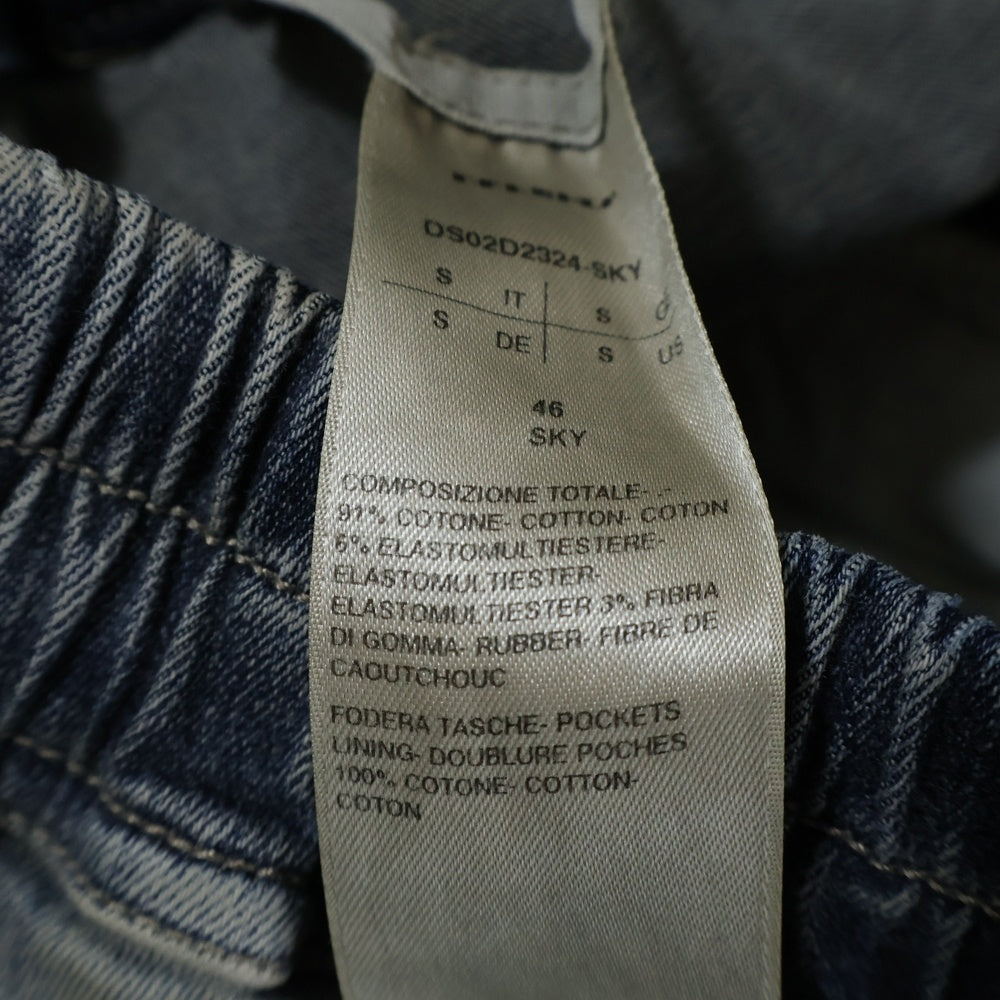 DS02D2324-SKY
S IT S
S DE S US
46
SKY
COMPOSIZIONE TOTALE- .-
91% COTONE- COTTON- COTON
6% ELASTOMULTIESTERE-
ELASTOMULTIESTER-
ELASTOMULTIESTER 3% FIBRA
DI GOMMA- RUBBER- FIBRE DE
CAOUTCHOUC
FODERA TASCHE- POCKETS
LINING- DOUBLURE POCHES
100% COTONE- COTTON-
COTON